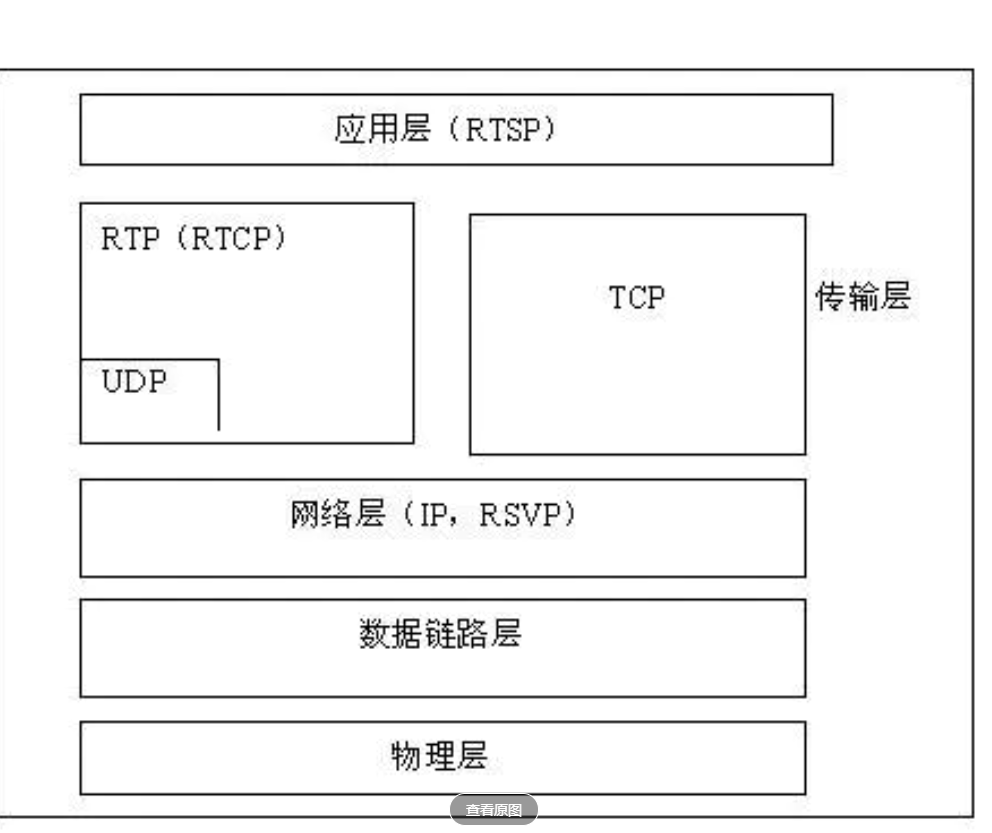 应用层（RTSP）
RTP（RTCP）
TCP
传输层
UDP
网络层（IP，RSVP）
数据链路层
物理层
查看原图